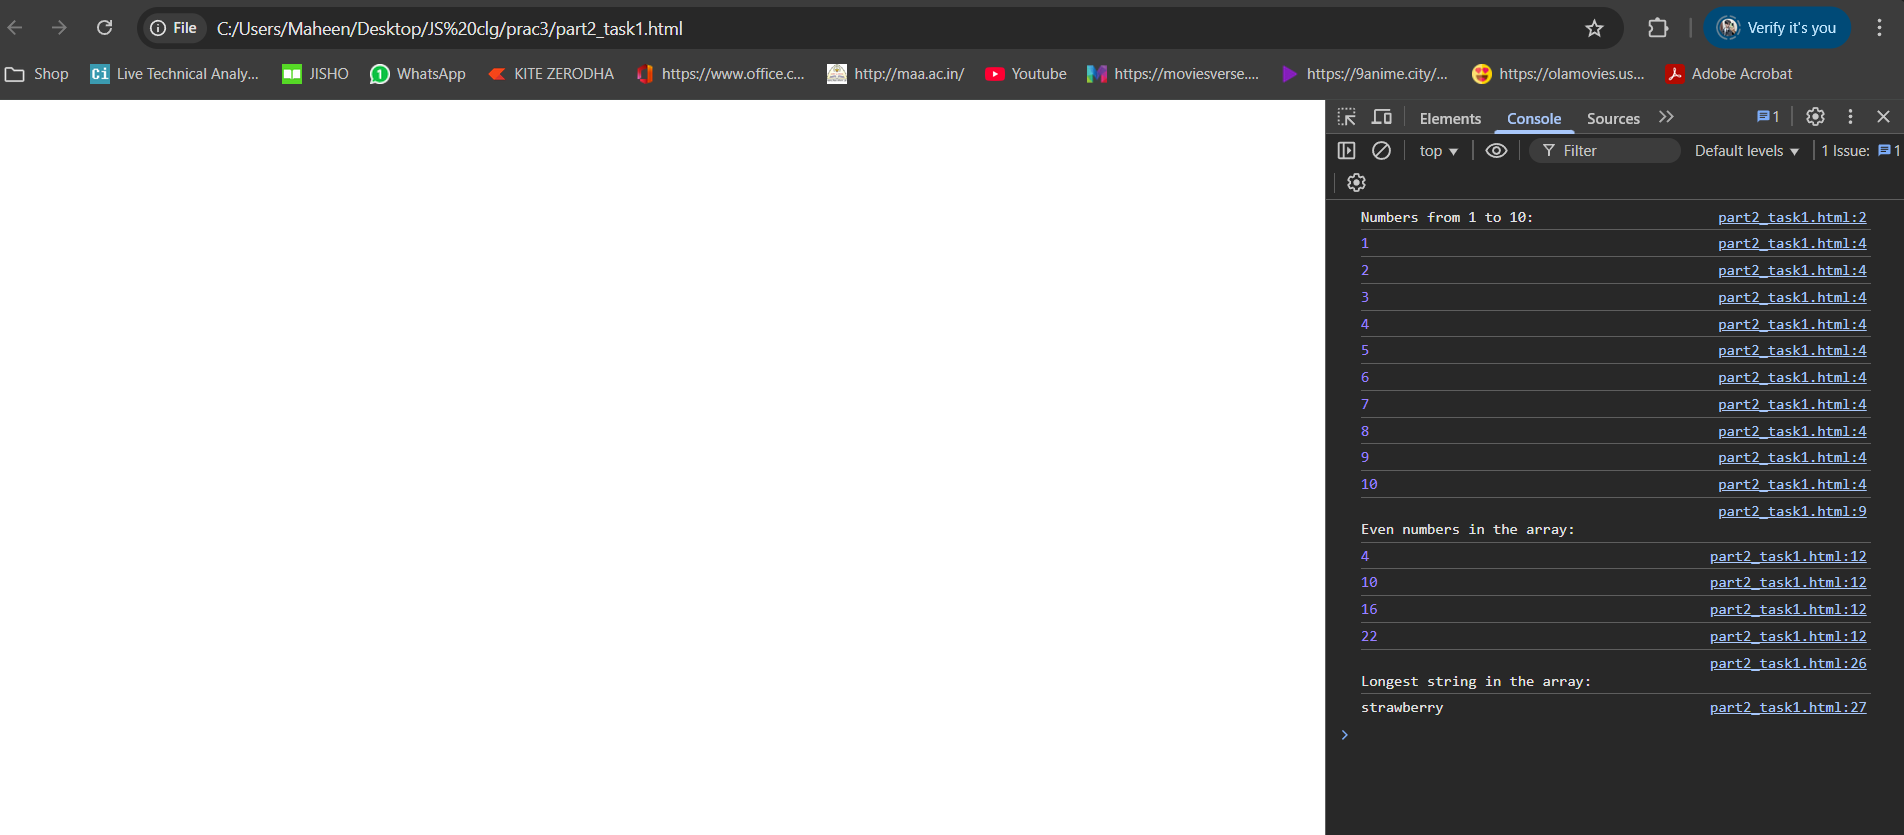 File C:/Users/Maheen/Desktop/JS%20clg/prac3/part2_task1.html Verify it's you
Shop Ci Live Technical Analy... JISHO WhatsApp KITE ZERODHA https://www.office.c... http://maa.ac.in/ Youtube https://moviesverse.... https://9anime.city/... https://olamovies.us... Adobe Acrobat
Elements Console Sources 1
top Filter Default levels 1 Issue: 1
Numbers from 1 to 10: part2_task1.html:2
1 part2_task1.html:4
2 part2_task1.html:4
3 part2_task1.html:4
4 part2_task1.html:4
5 part2_task1.html:4
6 part2_task1.html:4
7 part2_task1.html:4
8 part2_task1.html:4
9 part2_task1.html:4
10 part2_task1.html:4
part2_task1.html:9
Even numbers in the array:
4 part2_task1.html:12
10 part2_task1.html:12
16 part2_task1.html:12
22 part2_task1.html:12
part2_task1.html:26
Longest string in the array:
strawberry part2_task1.html:27